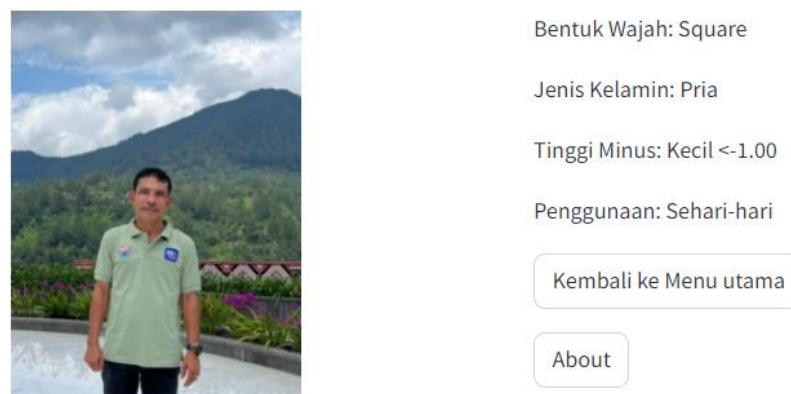 Bentuk Wajah: Square
Jenis Kelamin: Pria
Tinggi Minus: Kecil <-1.00
Penggunaan: Sehari-hari
Kembali ke Menu utama
About